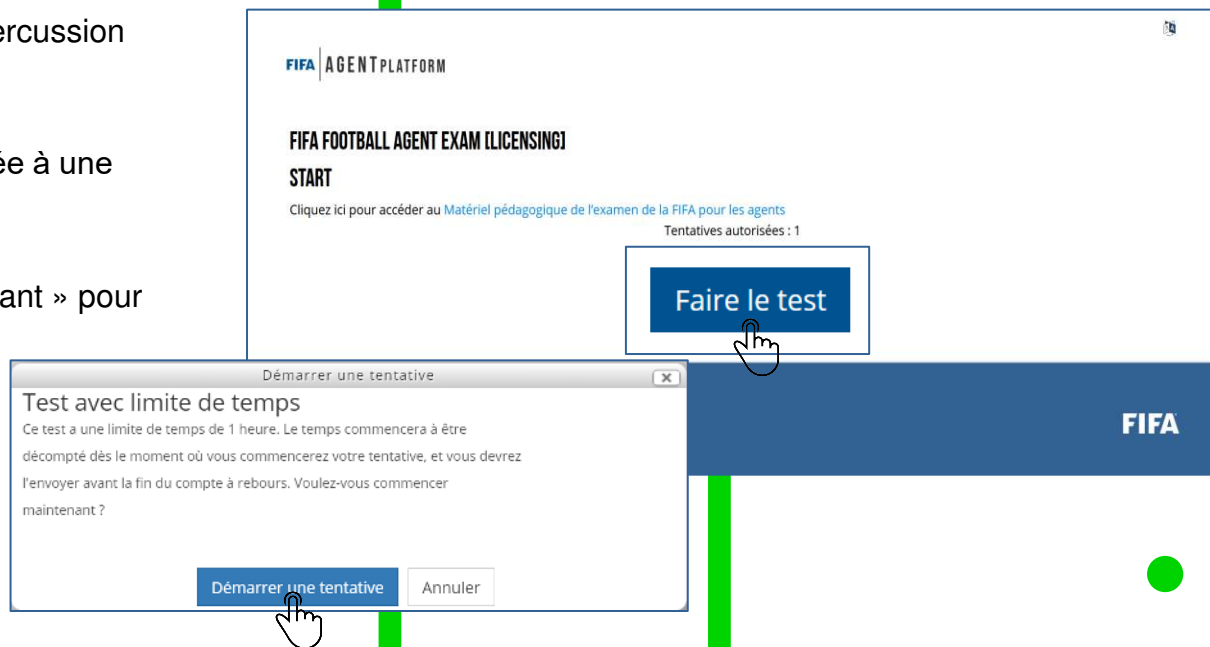 ercussion
ée à une
ant » pour
FIFA AGENTPLATFORM
FIFA FOOTBALL AGENT EXAM [LICENSING]
START
Cliquez ici pour accéder au Matériel pédagogique de l'examen de la FIFA pour les agents
Tentatives autorisées : 1
Faire le test
FIFA
Démarrer une tentative
Test avec limite de temps
Ce test a une limite de temps de 1 heure. Le temps commencera à être
décompté dès le moment où vous commencerez votre tentative, et vous devrez
l'envoyer avant la fin du compte à rebours. Voulez-vous commencer
maintenant ?
Démarrer une tentative
Annuler